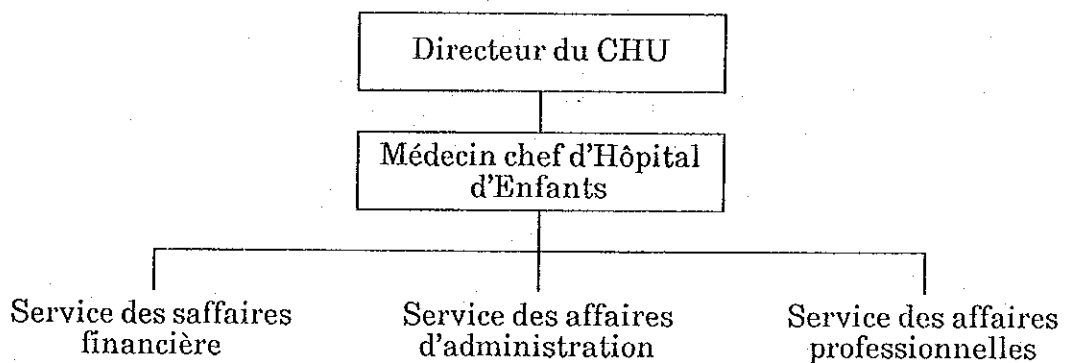 Directeur du CHU
Médecin chef d'Hôpital
d'Enfants
Service des saffaires
financière
Service des affaires
d'administration
Service des affaires
professionnelles